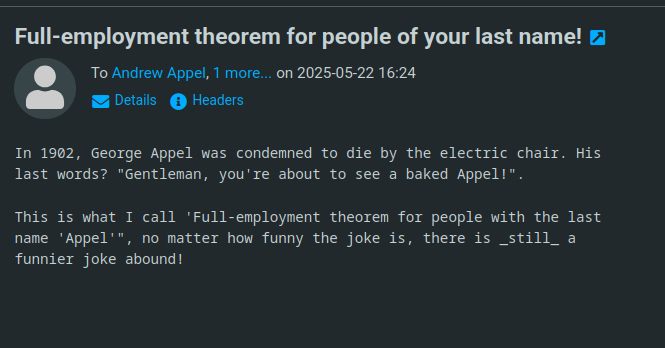 Full-employment theorem for people of your last name!
To Andrew Appel, 1 more... on 2025-05-22 16:24
Details Headers
In 1902, George Appel was condemned to die by the electric chair. His
last words? "Gentleman, you're about to see a baked Appel!".
This is what I call 'Full-employment theorem for people with the last
name 'Appel'", no matter how funny the joke is, there is _still_ a
funnier joke abound!